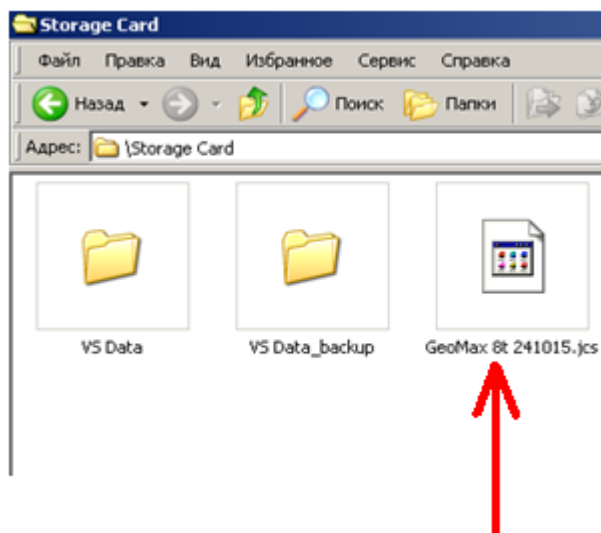 Storage Card
Файл Правка Вид Избранное Сервис Справка
Назад Поиск Папки
Адрес: \Storage Card
VS Data VS Data_backup GeoMax 8t 241015.jcs